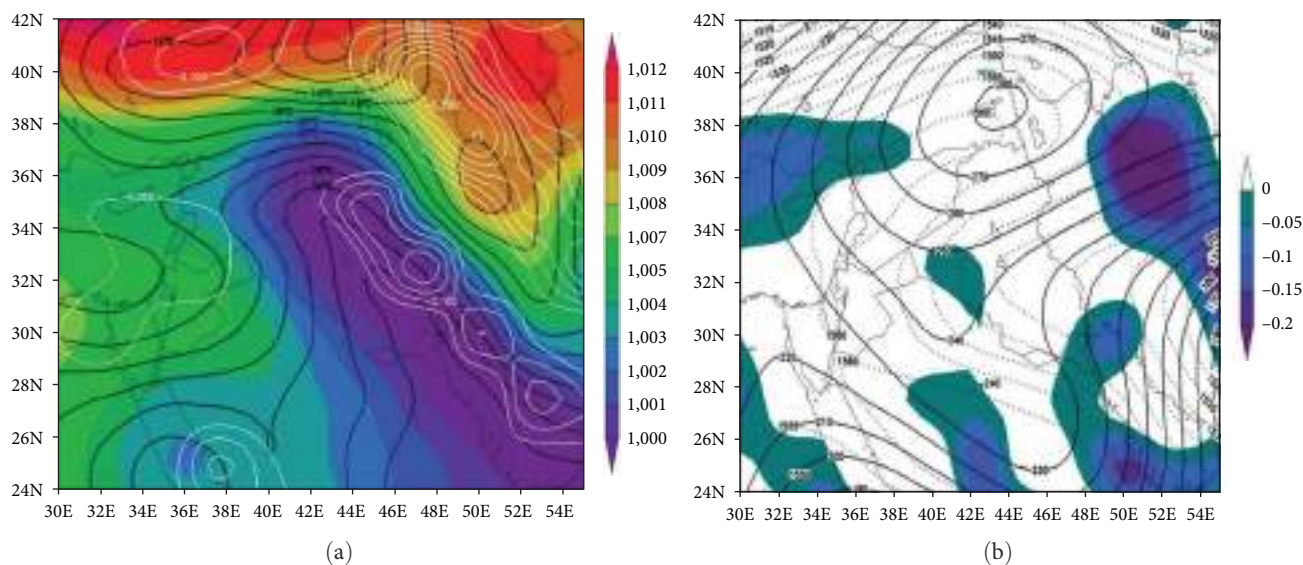 42N
40N
38N
36N
34N
32N
30N
28N
26N
24N
30E 32E 34E 36E 38E 40E 42E 44E 46E 48E 50E 52E 54E
1,012
1,011
1,010
1,009
1,008
1,007
1,005
1,004
1,003
1,002
1,001
1,000
(a)
42N
40N
38N
36N
34N
32N
30N
28N
26N
24N
30E 32E 34E 36E 38E 40E 42E 44E 46E 48E 50E 52E 54E
0
−0.05
−0.1
−0.15
−0.2
(b)